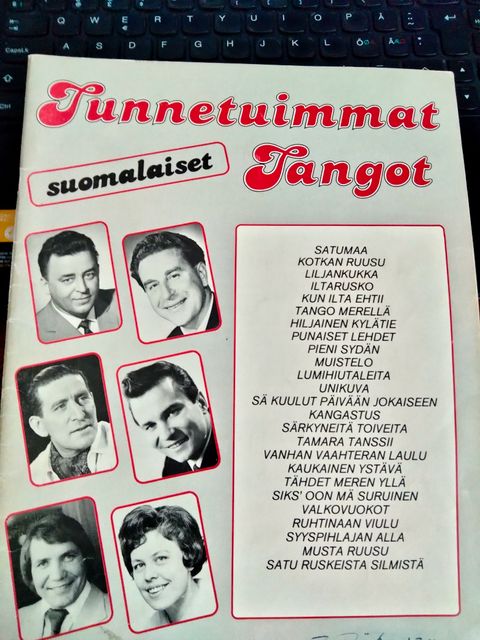 Q W E R T Y U I O P Å
CapsL A S D F G H J K L Ö Ä
Tunnetuimmat
suomalaiset
Tangot
SATUMAA
KOTKAN RUUSU
LILJANKUKKA
ILTARUSKO
KUN ILTA EHTII
TANGO MERELLÄ
HILJAINEN KYLÄTIE
PUNAISET LEHDET
PIENI SYDÄN
MUISTELO
LUMIHIUTALEITA
UNIKUVA
SÄ KUULUT PÄIVÄÄN JOKAISEEN
KANGASTUS
SÄRKYNEITÄ TOIVEITA
TAMARA TANSSII
VANHAN VAAHTERAN LAULU
KAUKAINEN YSTÄVÄ
TÄHDET MEREN YLLÄ
SIKS' OON MÄ SURUINEN
VALKOVUOKOT
RUHTINAAN VIULU
SYYSPIHLAJAN ALLA
MUSTA RUUSU
SATU RUSKEISTA SILMISTÄ